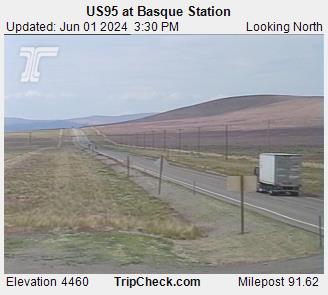 US95 at Basque Station
Updated: Jun 01 2024 3:30 PM Looking North
Elevation 4460 TripCheck.com Milepost 91.62